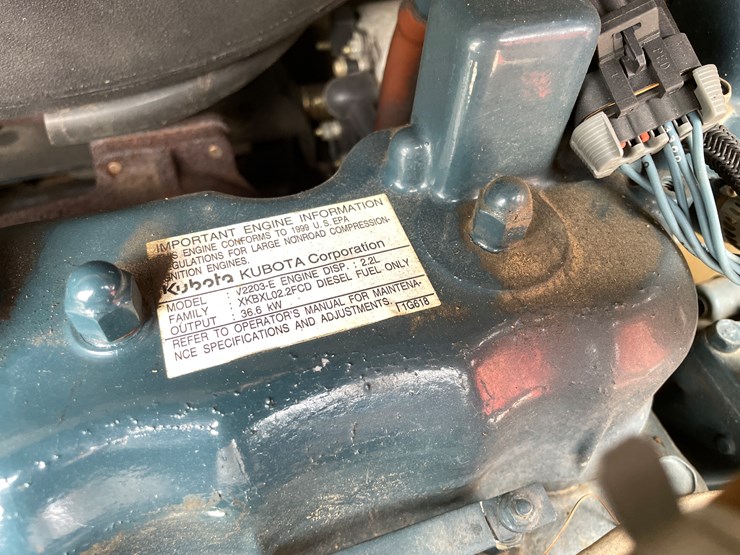 IMPORTANT ENGINE INFORMATION
THIS ENGINE CONFORMS TO 1999 U.S. EPA
REGULATIONS FOR LARGE NONROAD COMPRESSION-
IGNITION ENGINES.
Kubota KUBOTA Corporation
MODEL : V2203-E ENGINE DISP. : 2.2L
FAMILY : XKBXL02.2FCD DIESEL FUEL ONLY
OUTPUT : 36.6 kW
REFER TO OPERATOR'S MANUAL FOR MAINTENA-
NCE SPECIFICATIONS AND ADJUSTMENTS. 11G618